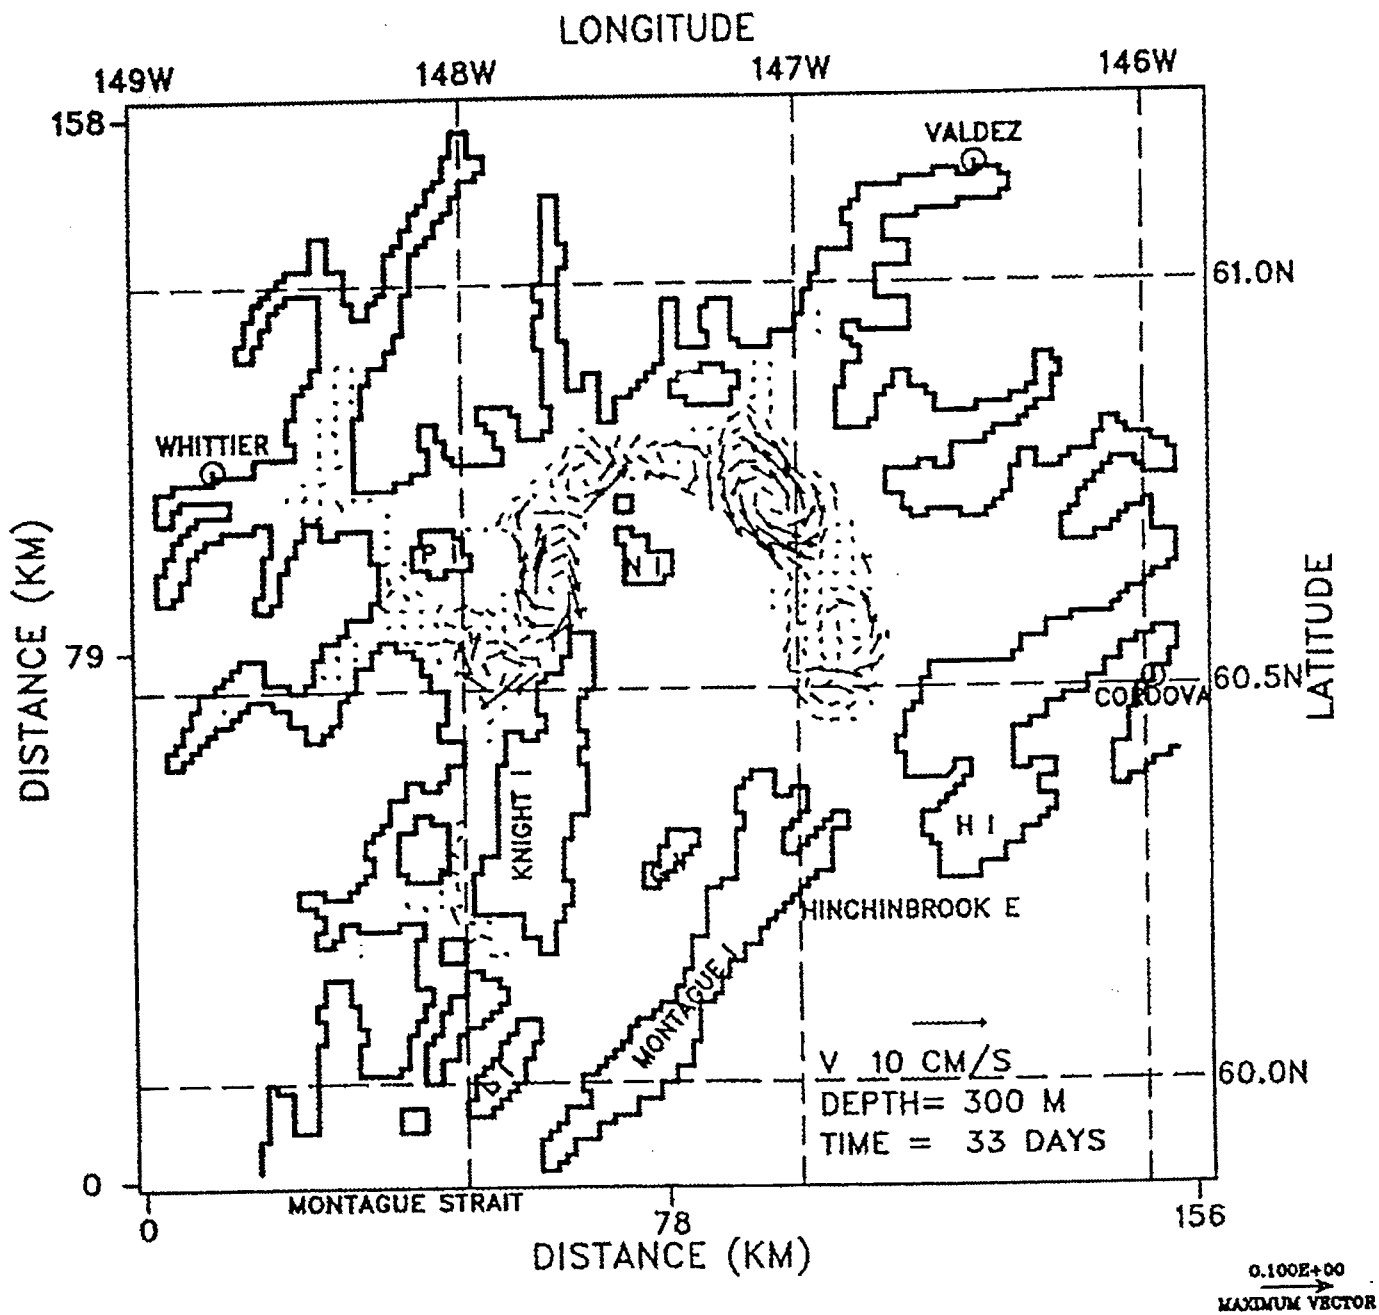 LONGITUDE
149W 148W 147W 146W
158
VALDEZ
61.0N
WHITTIER
P I
N I
DISTANCE (KM)
LATITUDE
79
60.5N
CORDOVA
KNIGHT I
H I
HINCHINBROOK E
MONTAGUE I
V 10 CM/S
60.0N
DEPTH= 300 M
TIME = 33 DAYS
0
MONTAGUE STRAIT
0 78 156
DISTANCE (KM)
0.100E+00
MAXIMUM VECTOR